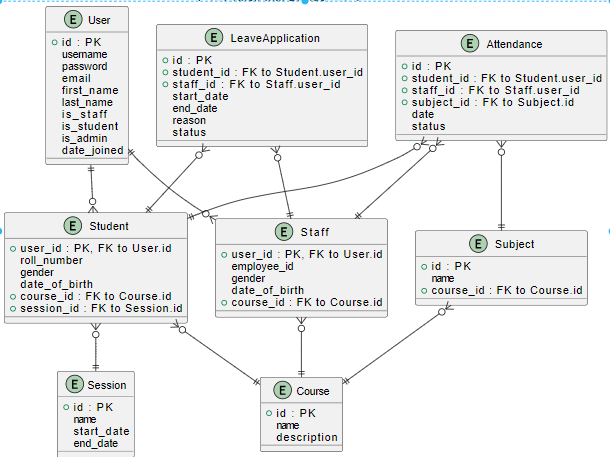 E User
id : PK
username
password
email
first_name
last_name
is_staff
is_student
is_admin
date_joined
E LeaveApplication
id : PK
student_id : FK to Student.user_id
staff_id : FK to Staff.user_id
start_date
end_date
reason
status
E Attendance
id : PK
student_id : FK to Student.user_id
staff_id : FK to Staff.user_id
subject_id : FK to Subject.id
date
status
E Student
user_id : PK, FK to User.id
roll_number
gender
date_of_birth
course_id : FK to Course.id
session_id : FK to Session.id
E Staff
user_id : PK, FK to User.id
employee_id
gender
date_of_birth
course_id : FK to Course.id
E Subject
id : PK
name
course_id : FK to Course.id
E Session
id : PK
name
start_date
end_date
E Course
id : PK
name
description